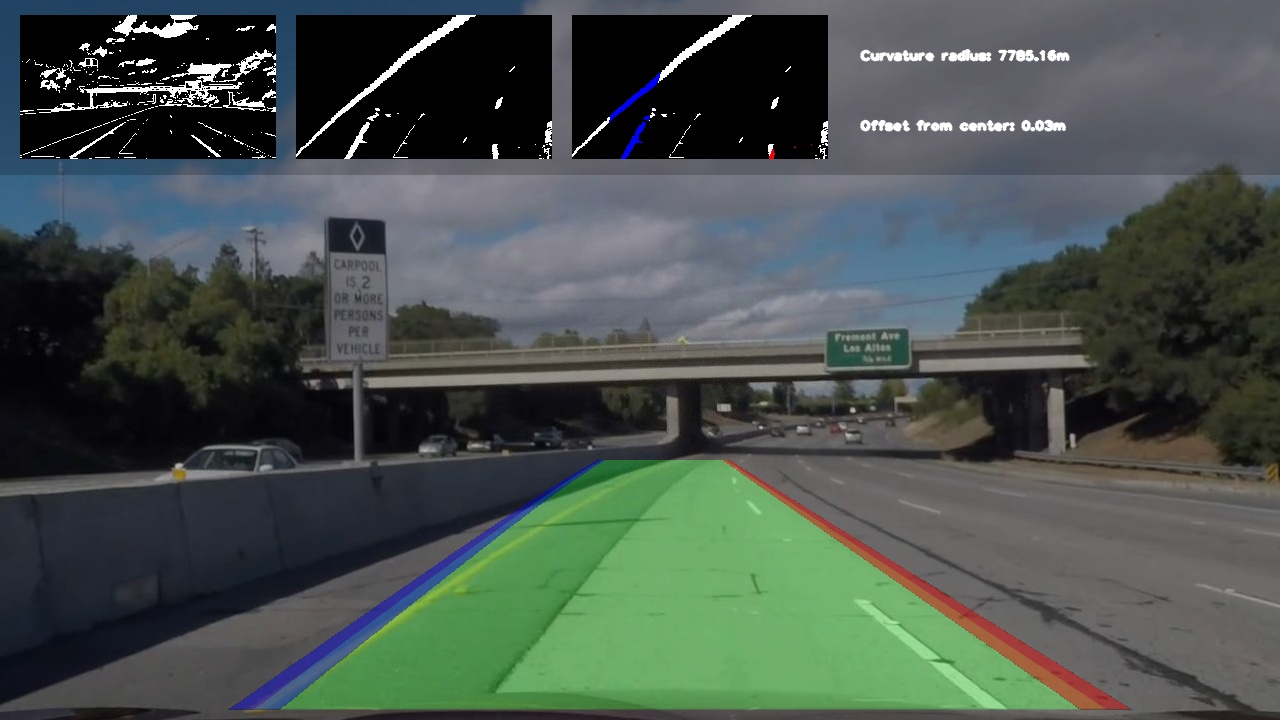 Curvature radius: 7785.16m
Offset from center: 0.03m
CARPOOL
IS 2
OR MORE
PERSONS
PER
VEHICLE
Fremont Ave
Los Altos
MILE